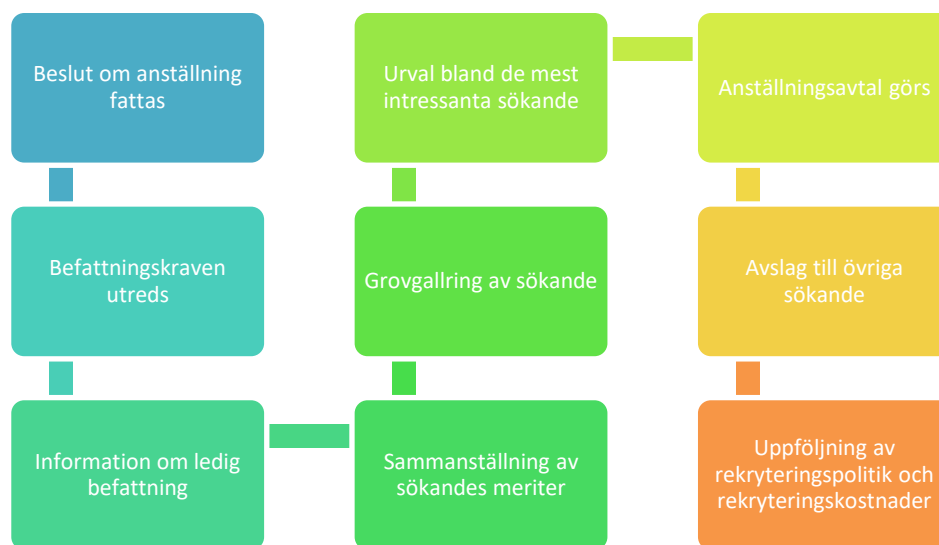 Beslut om anställning
fattas
Befattningskraven
utreds
Information om ledig
befattning
Sammanställning av
sökandes meriter
Grovgallring av sökande
Urval bland de mest
intressanta sökande
Anställningsavtal görs
Avslag till övriga
sökande
Uppföljning av
rekryteringspolitik och
rekryteringskostnader